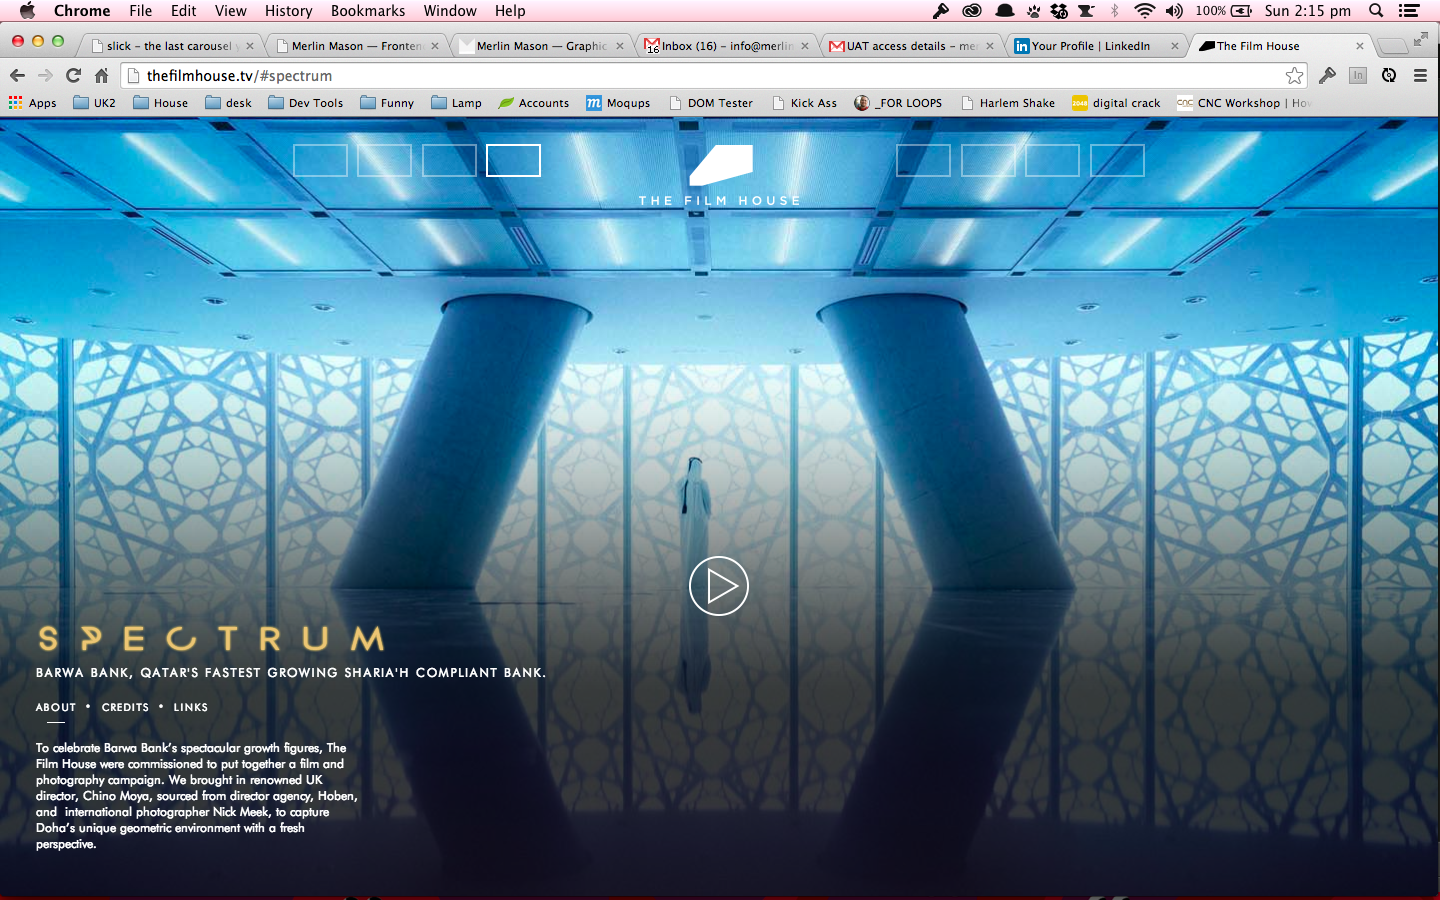 Chrome File Edit View History Bookmarks Window Help 100% Sun 2:15 pm
slick – the last carousel Merlin Mason — Fronten Merlin Mason — Graphic 16 Inbox (16) – info@merlin UAT access details – me in Your Profile | LinkedIn The Film House
thefilmhouse.tv/#spectrum
Apps UK2 House desk Dev Tools Funny Lamp Accounts m Moqups DOM Tester Kick Ass _FOR LOOPS Harlem Shake 2048 digital crack CNC CNC Workshop | How
THE FILM HOUSE
SPECTRUM
BARWA BANK, QATAR'S FASTEST GROWING SHARIA'H COMPLIANT BANK.
ABOUT • CREDITS • LINKS
To celebrate Barwa Bank's spectacular growth figures, The
Film House were commissioned to put together a film and
photography campaign. We brought in renowned UK
director, Chino Moya, sourced from director agency, Hoben,
and international photographer Nick Meek, to capture
Doha's unique geometric environment with a fresh
perspective.